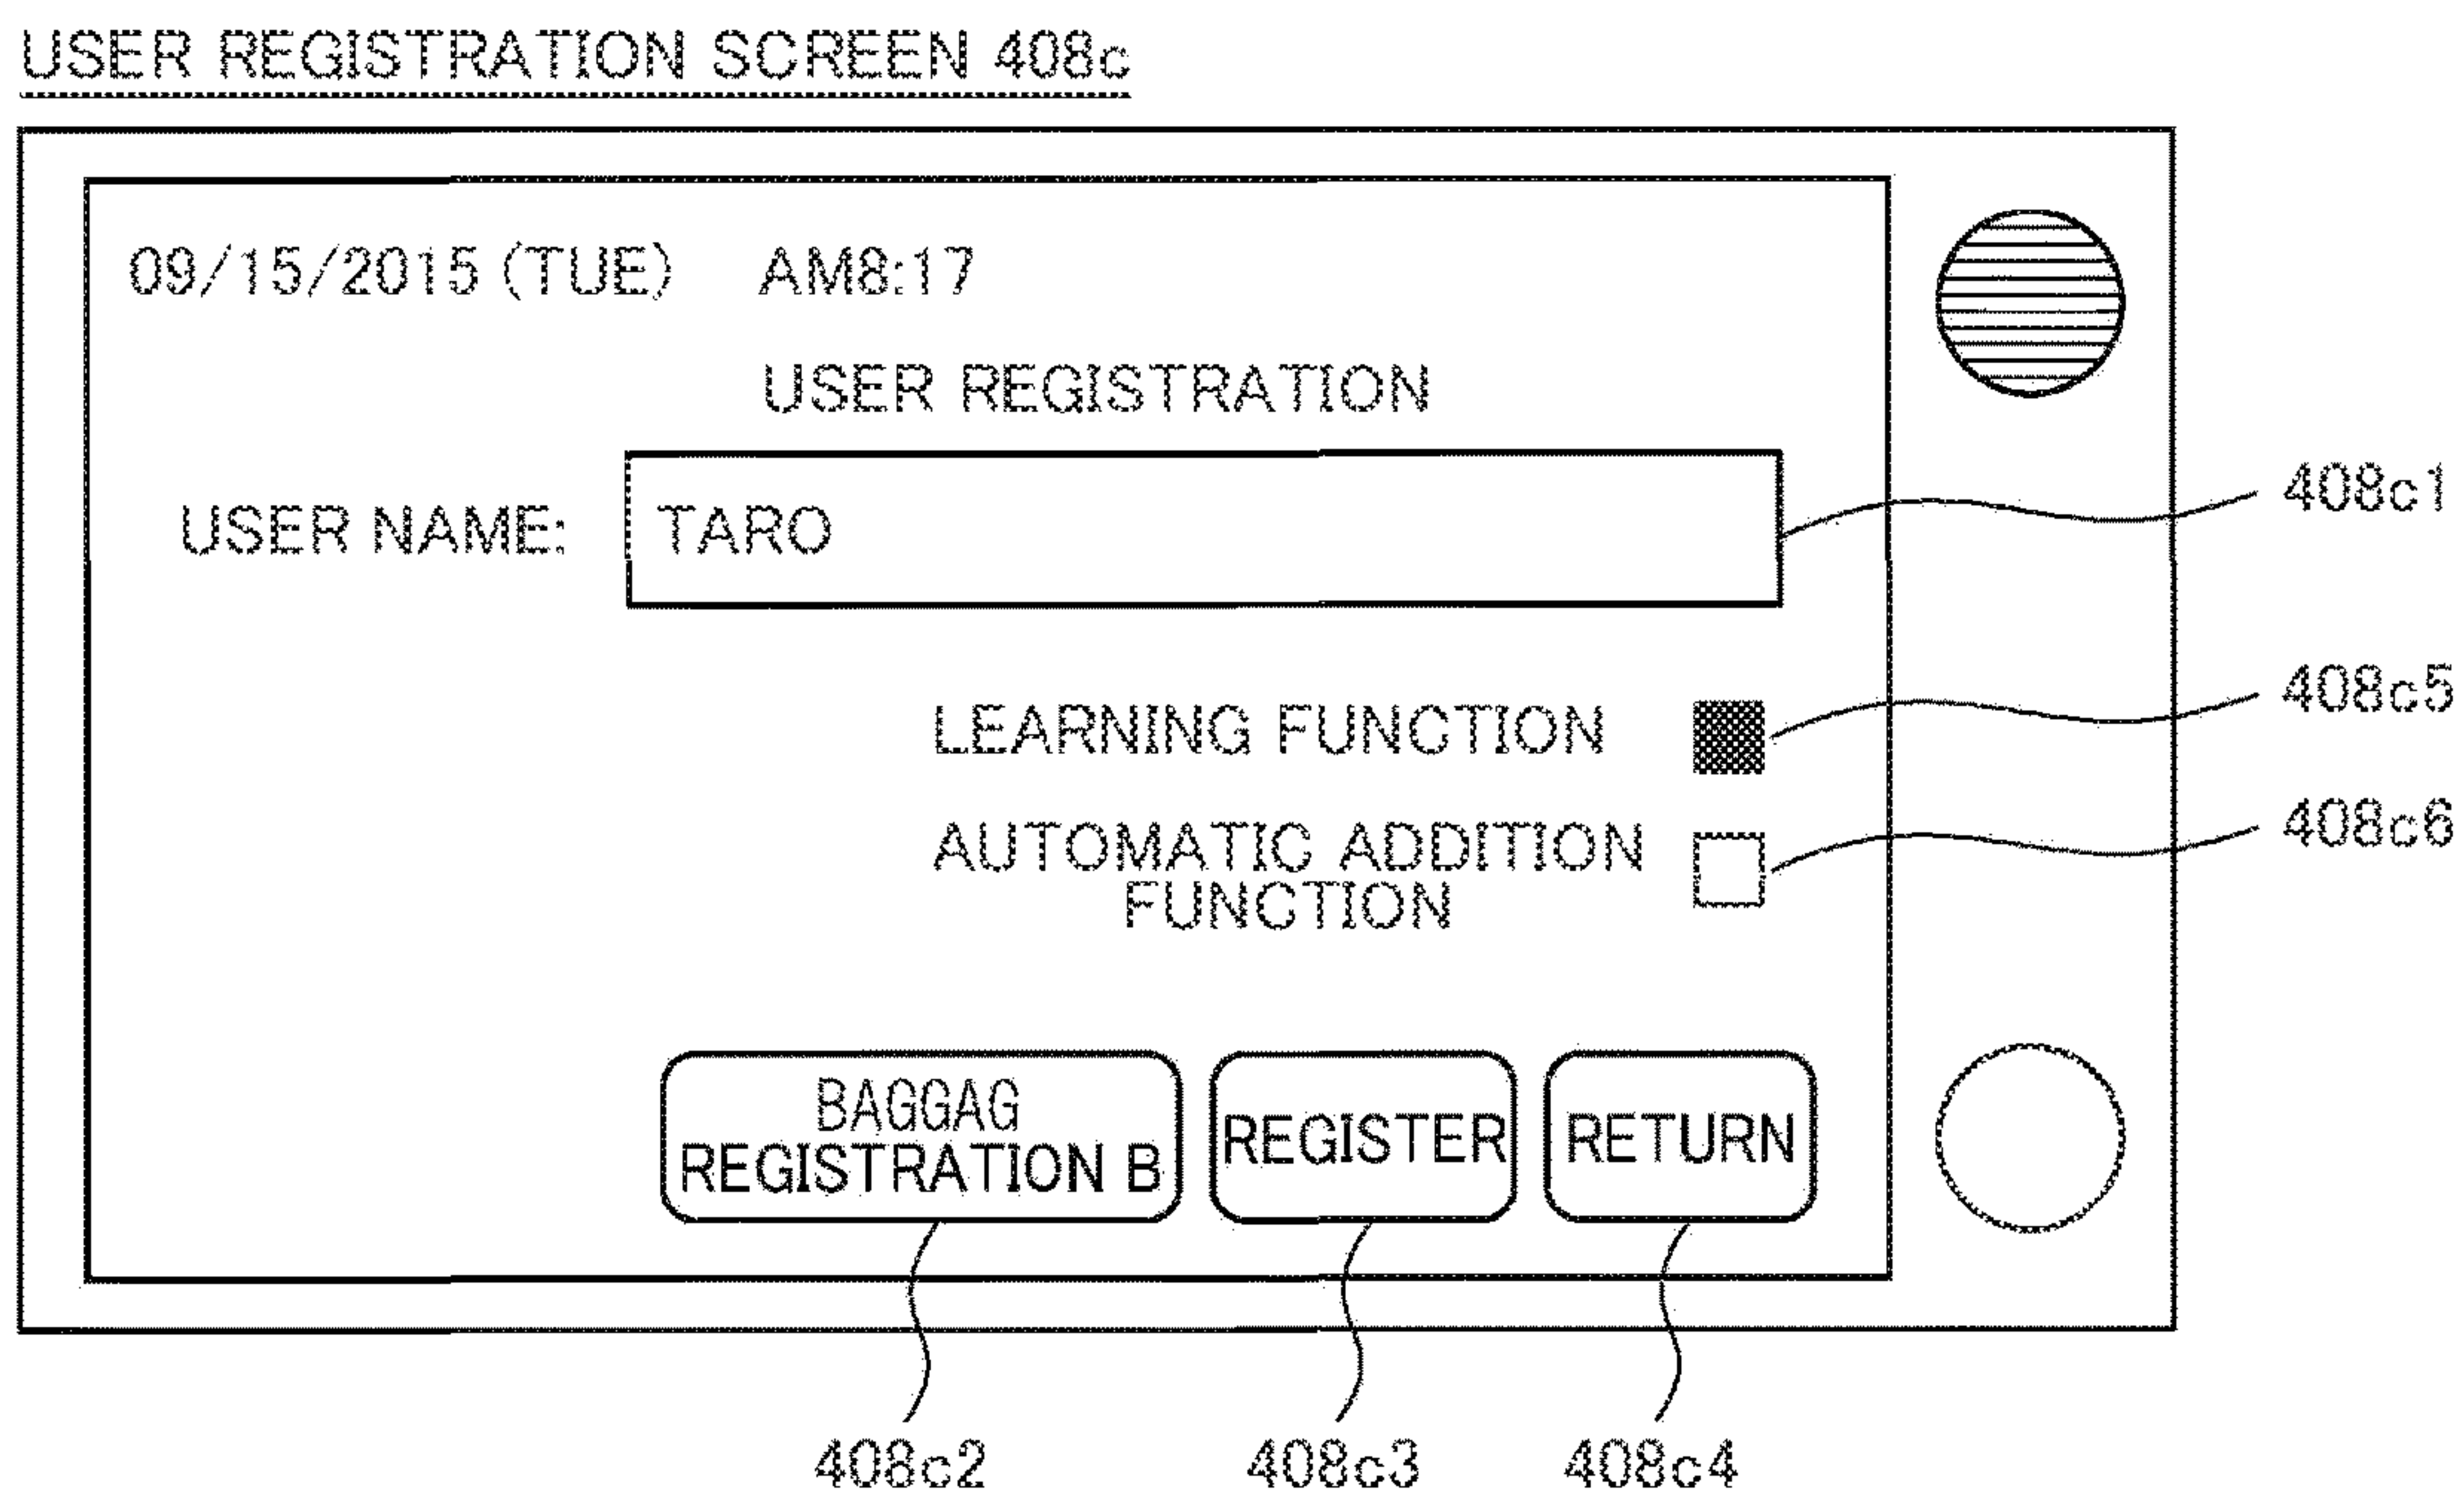 USER REGISTRATION SCREEN 408c
09/15/2015 (TUE) AM8:17
USER REGISTRATION
USER NAME: TARO
408c1
LEARNING FUNCTION
408c5
AUTOMATIC ADDITION
FUNCTION
408c6
BAGGAG
REGISTRATION B
REGISTER
RETURN
408c2
408c3
408c4